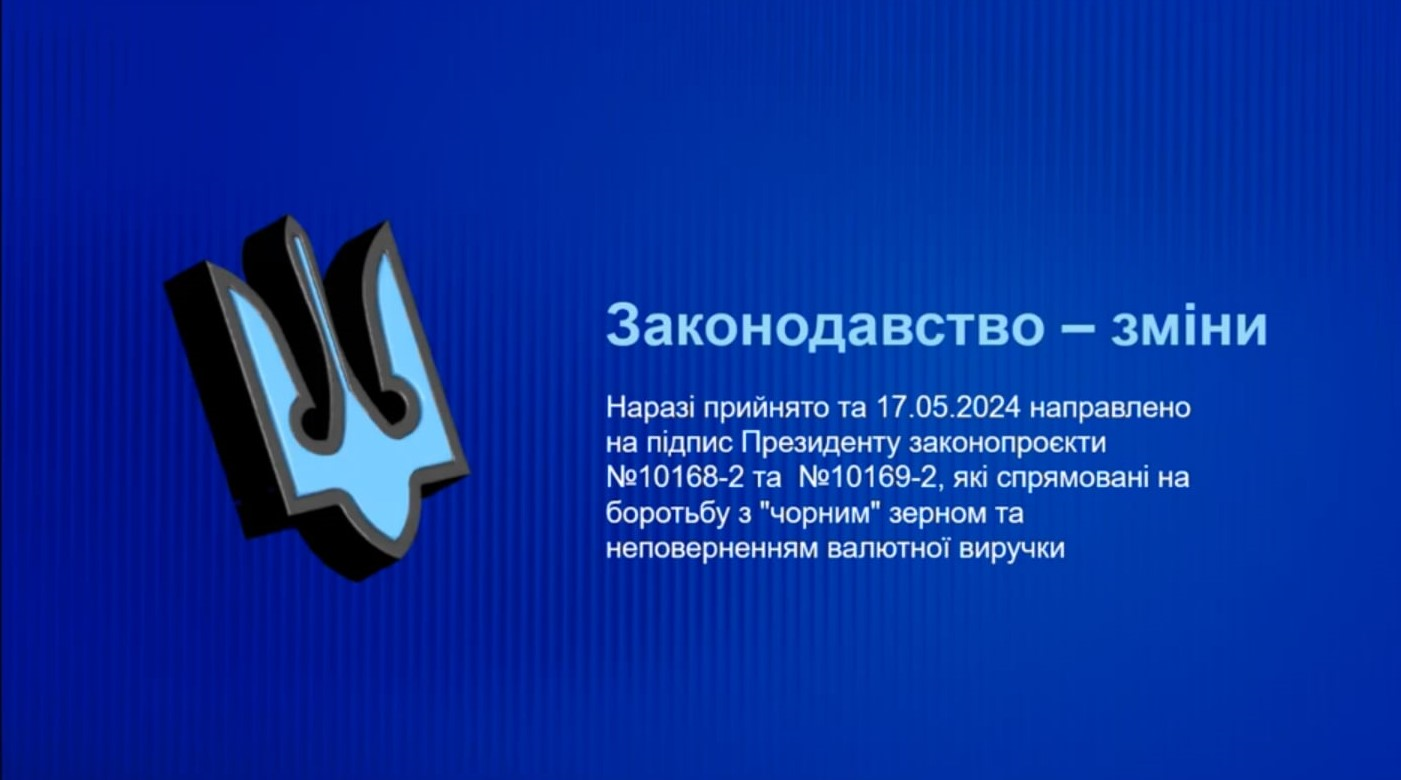 Законодавство – зміни
Наразі прийнято та 17.05.2024 направлено
на підпис Президенту законопроєкти
№10168-2 та  №10169-2, які спрямовані на
боротьбу з "чорним" зерном та
неповерненням валютної виручки